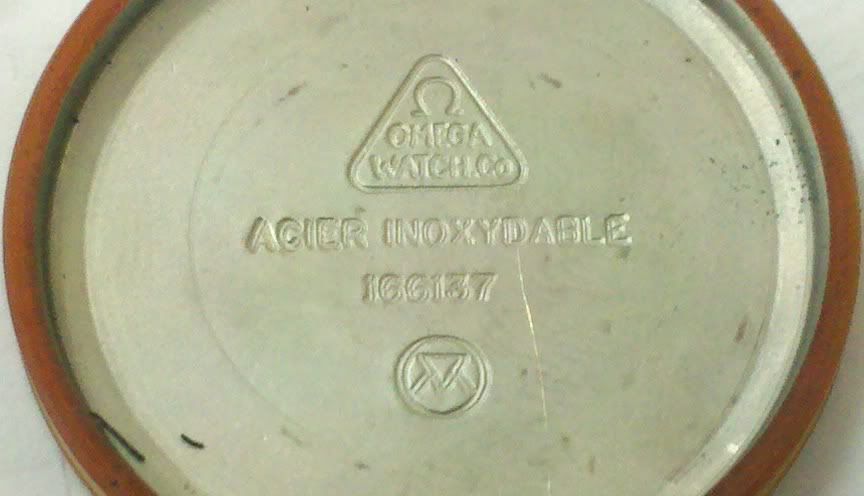 Ω
OMEGA
WATCH.Co
ACIER INOXYDABLE
166137